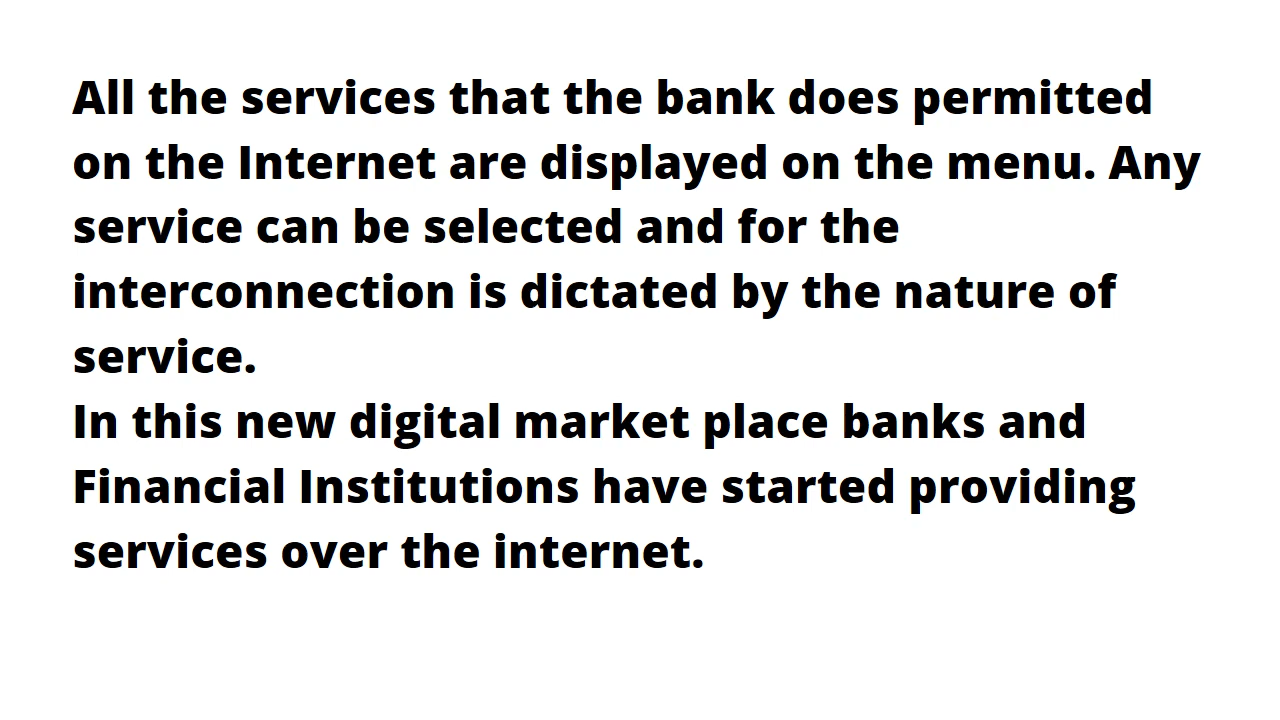 All the services that the bank does permitted
on the Internet are displayed on the menu. Any
service can be selected and for the
interconnection is dictated by the nature of
service.
In this new digital market place banks and
Financial Institutions have started providing
services over the internet.